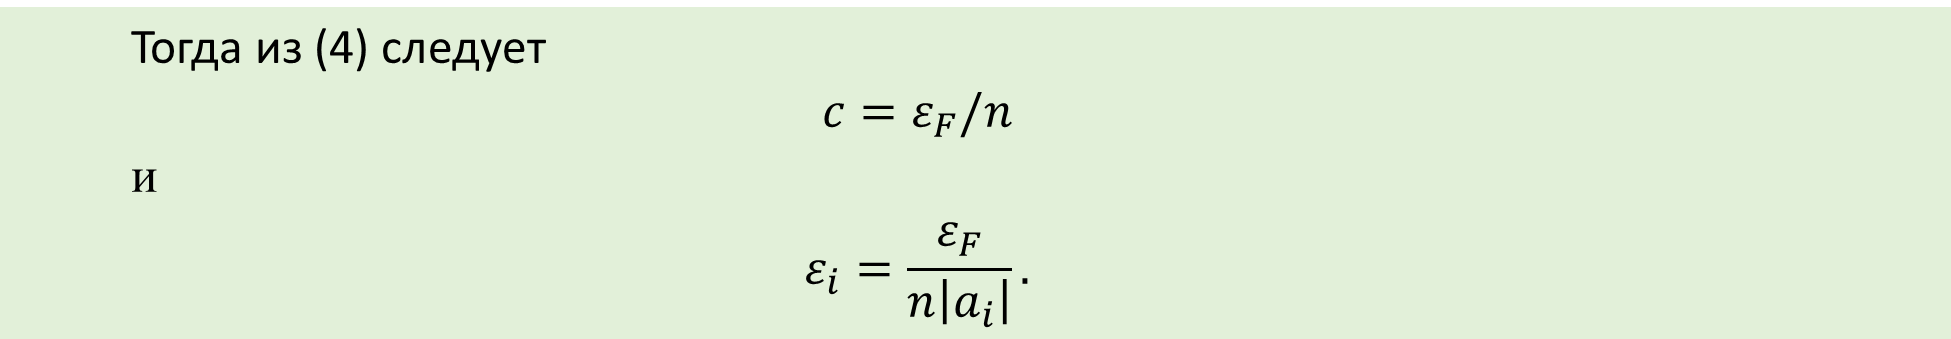 Тогда из (4) следует
c = ε_F/n
и
ε_i = ε_F / n|a_i|.